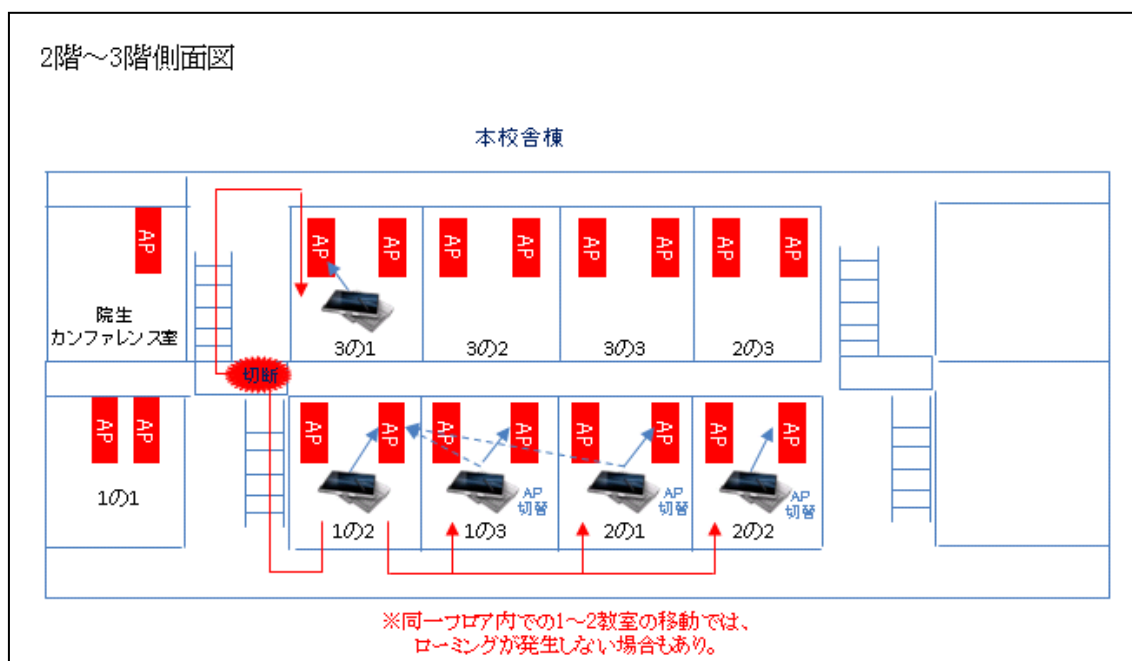 2階～3階側面図
本校舎棟
AP
AP
AP
AP
AP
AP
AP
AP
AP
院生
カンファレンス室
3の1
3の2
3の3
2の3
切断
AP
AP
AP
AP
AP
AP
AP
AP
AP
AP
1の1
AP
切替
AP
切替
AP
切替
1の2
1の3
2の1
2の2
※同一フロア内での1～2教室の移動では、
ローミングが発生しない場合もあり。